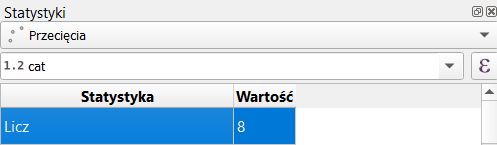 Statystyki
Przecięcia
1.2 cat
ε
Statystyka Wartość
Licz 8